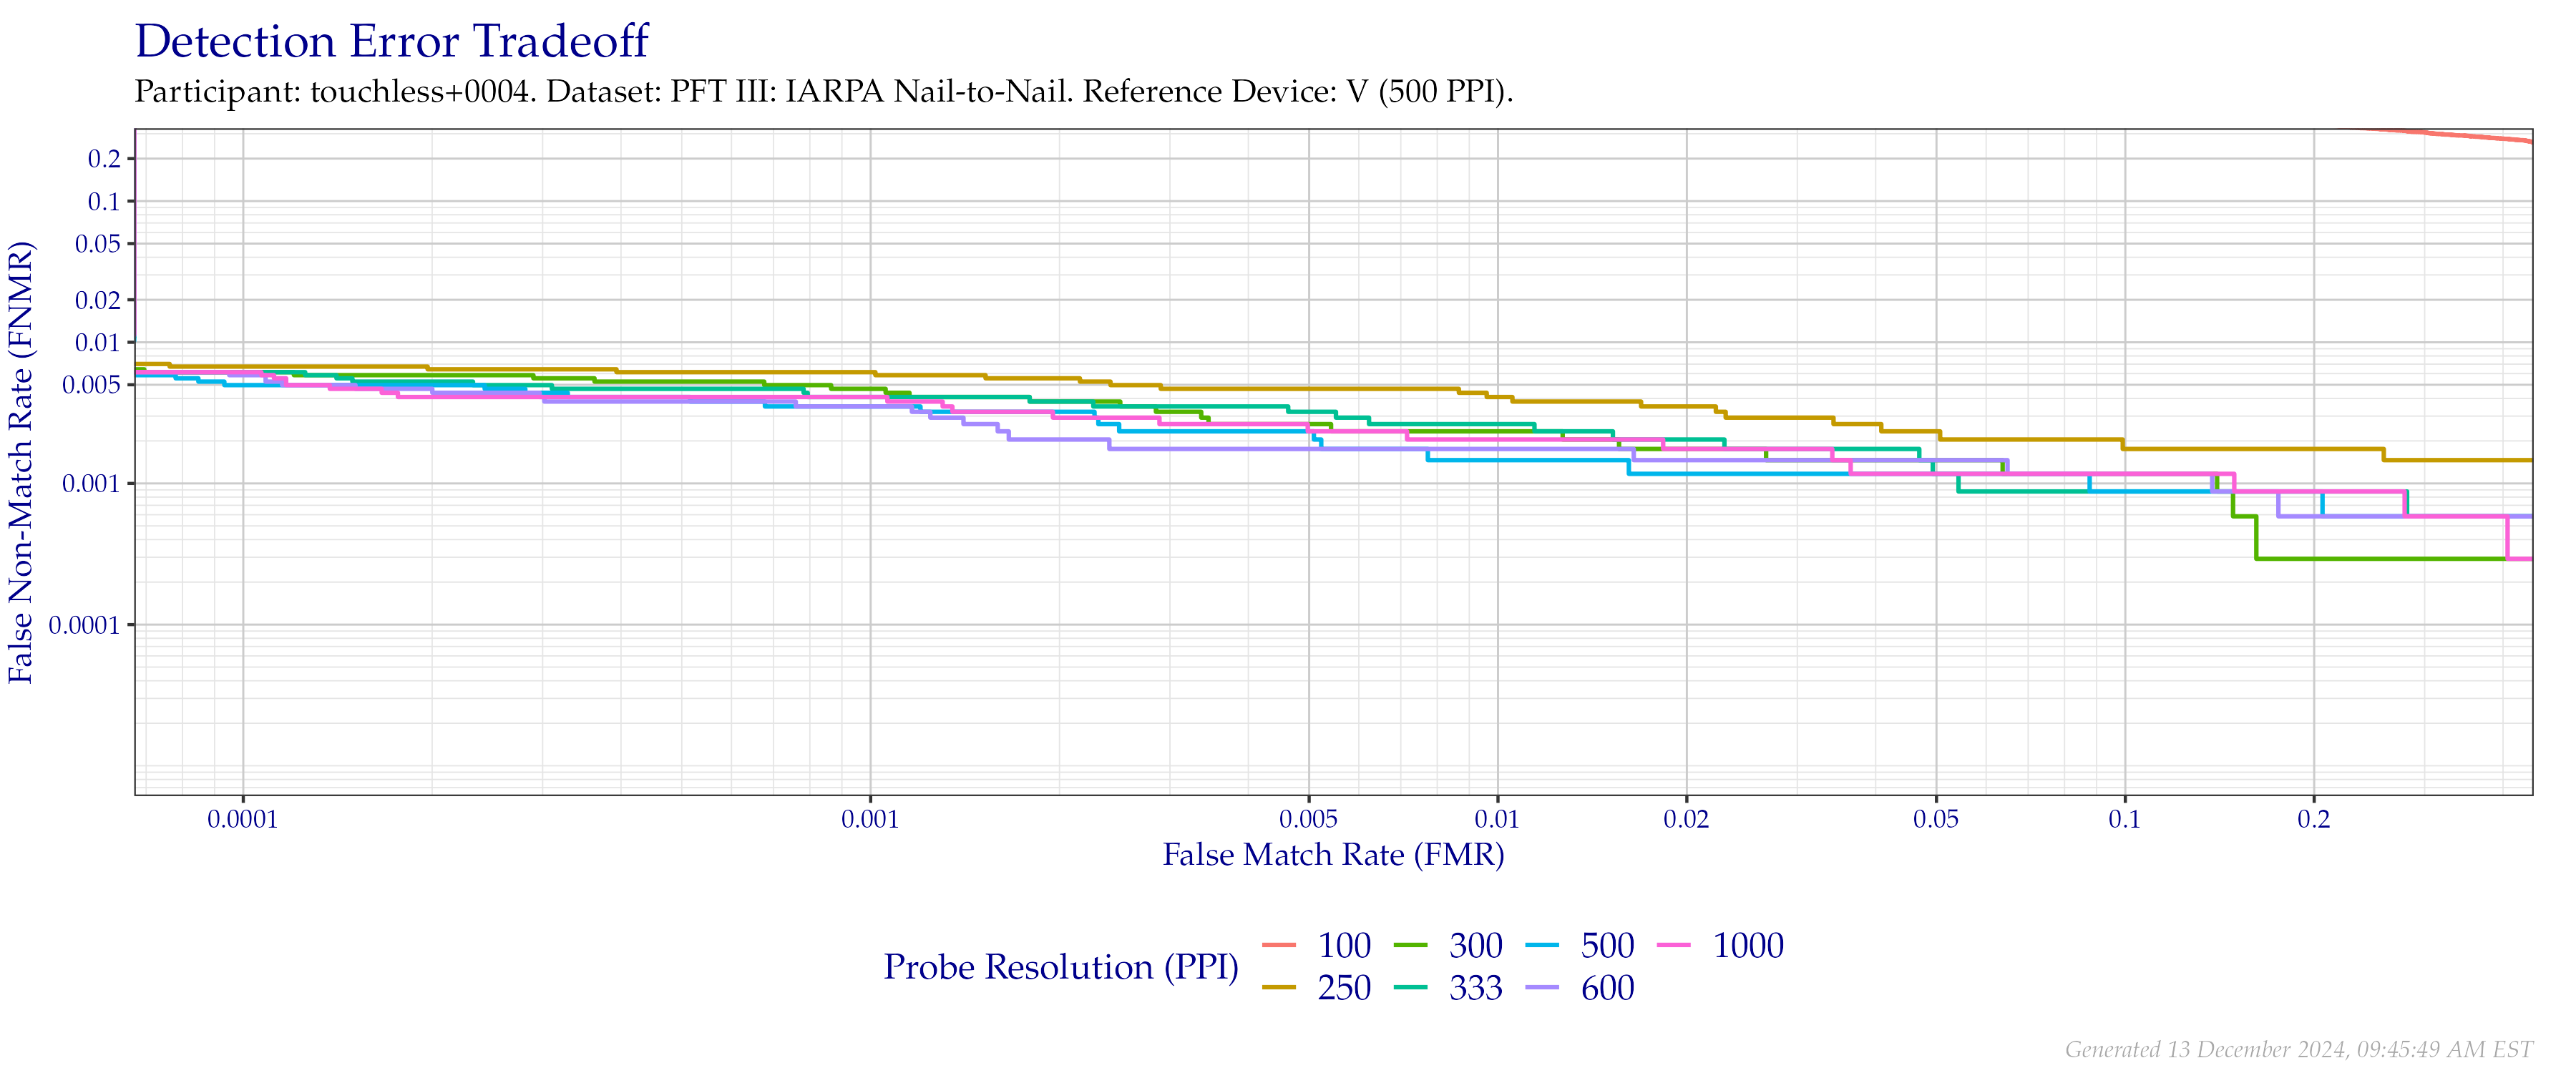 Detection Error Tradeoff
Participant: touchless+0004. Dataset: PFT III: IARPA Nail-to-Nail. Reference Device: V (500 PPI).
False Non-Match Rate (FNMR)
0.2
0.1
0.05
0.02
0.01
0.005
0.001
0.0001
0.0001 0.001 0.005 0.01 0.02 0.05 0.1 0.2
False Match Rate (FMR)
Probe Resolution (PPI)
100 300 500 1000
250 333 600
Generated 13 December 2024, 09:45:49 AM EST